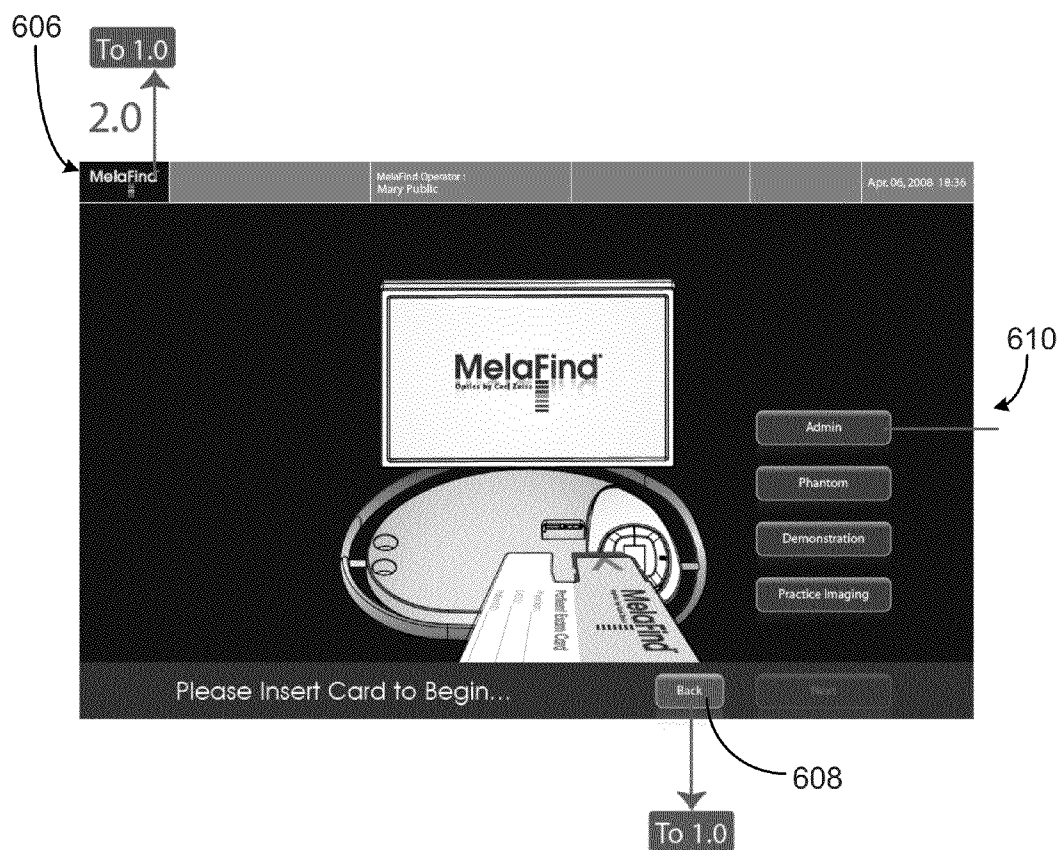 606
To 1.0
2.0
MelaFind
MelaFind Operator :
Mary Public
Apr. 06, 2008 18:36
MelaFind
Optics by Carl Zeiss
610
Admin
Phantom
Demonstration
Practice Imaging
Patient Exam Card
MelaFind
Please Insert Card to Begin...
Back
Next
608
To 1.0